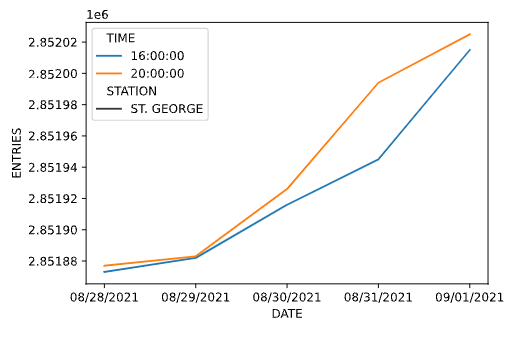 1e6
2.85202
2.85200
2.85198
2.85196
2.85194
2.85192
2.85190
2.85188
ENTRIES
TIME
16:00:00
20:00:00
STATION
ST. GEORGE
08/28/2021 08/29/2021 08/30/2021 08/31/2021 09/01/2021
DATE